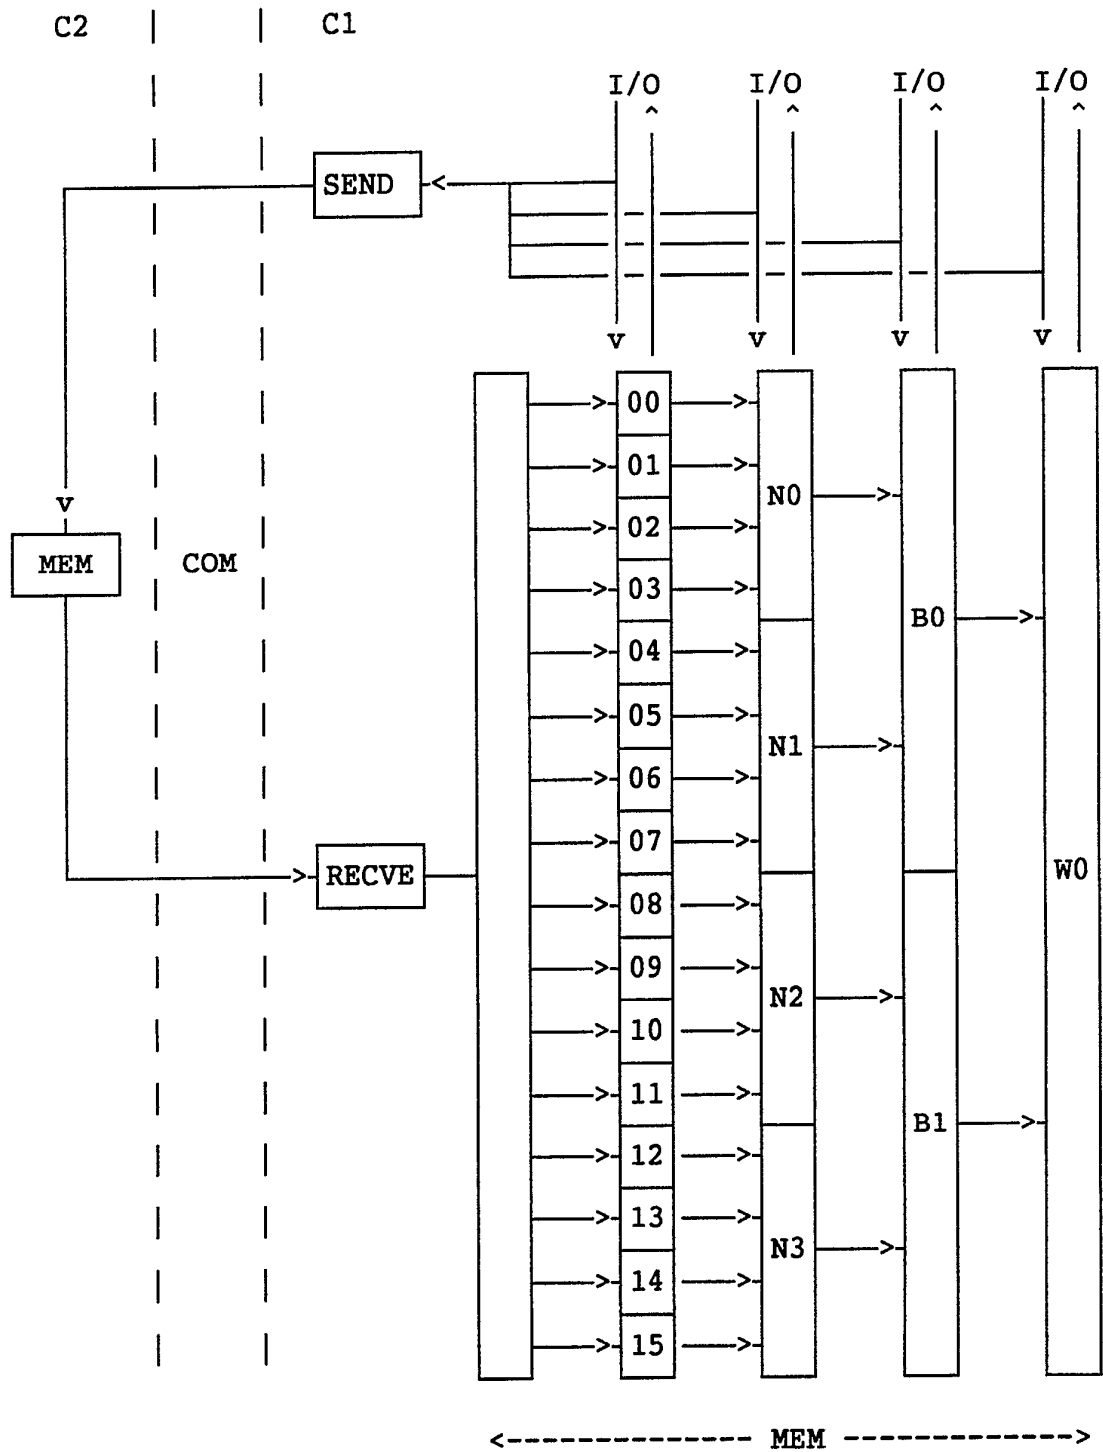 C2 C1
I/O I/O I/O I/O
SEND
00
01
N0
02
MEM COM
03
B0
04
05
N1
06
07
W0
RECVE
08
09
N2
10
11
B1
12
13
N3
14
15
MEM